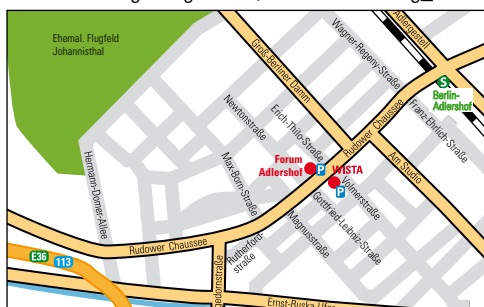 Ehemal. Flugfeld
Johannisthal
Groß-Berliner Damm
Wagner-Regeny-Straße
Adlergestell
S
Berlin-
Adlershof
Newtonstraße
Erich-Thilo-Straße
Rudower Chaussee
Franz-Ehrlich-Straße
Forum
Adlershof
P
WISTA
P
Am Studio
Volmerstraße
Hermann-Dorner-Allee
Max-Born-Straße
Gottfried-Leibniz-Straße
Magnusstraße
Rutherford-
straße
Rudower Chaussee
E36
113
Ernst-Ruska-Ufer